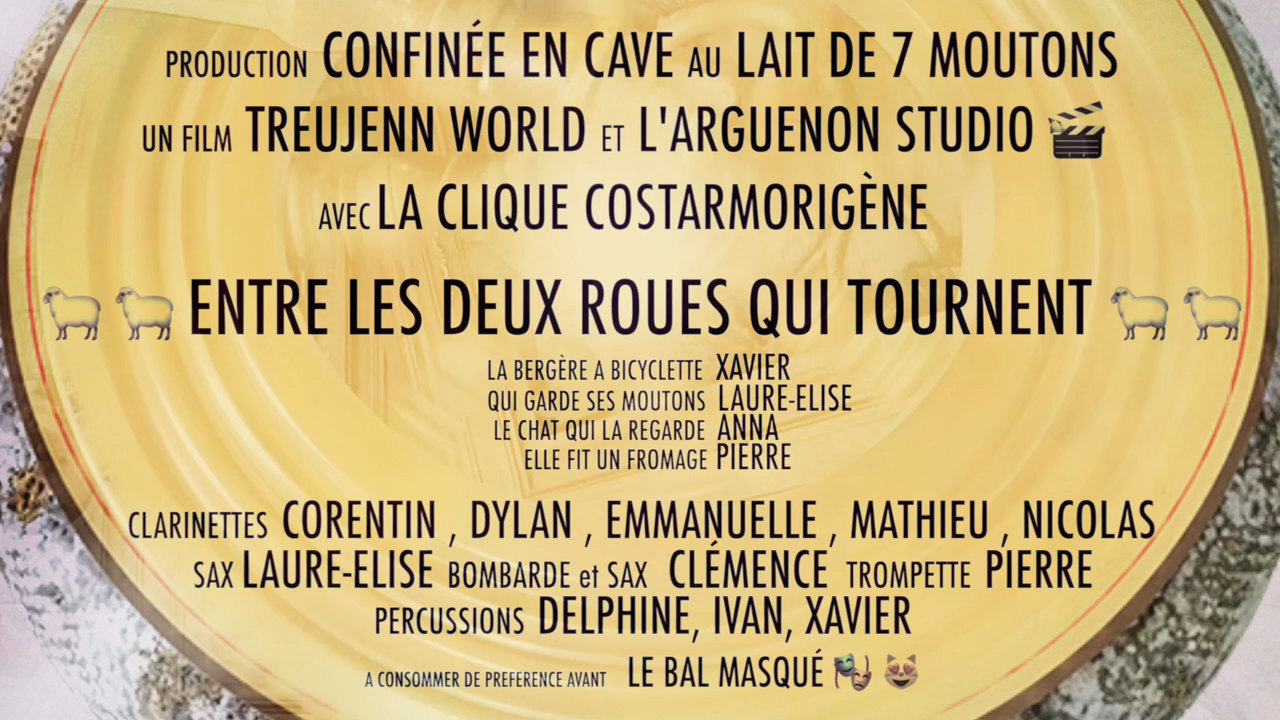 PRODUCTION CONFINÉE EN CAVE AU LAIT DE 7 MOUTONS
UN FILM TREUJENN WORLD ET L'ARGUENON STUDIO 🎬
AVEC LA CLIQUE COSTARMORIGÈNE
🐑 🐑 ENTRE LES DEUX ROUES QUI TOURNENT 🐑 🐑
LA BERGÈRE A BICYCLETTE XAVIER
QUI GARDE SES MOUTONS LAURE-ELISE
LE CHAT QUI LA REGARDE ANNA
ELLE FIT UN FROMAGE PIERRE
CLARINETTES CORENTIN , DYLAN , EMMANUELLE , MATHIEU , NICOLAS
SAX LAURE-ELISE BOMBARDE et SAX CLÉMENCE TROMPETTE PIERRE
PERCUSSIONS DELPHINE, IVAN, XAVIER
A CONSOMMER DE PREFERENCE AVANT LE BAL MASQUÉ 🎭 😻